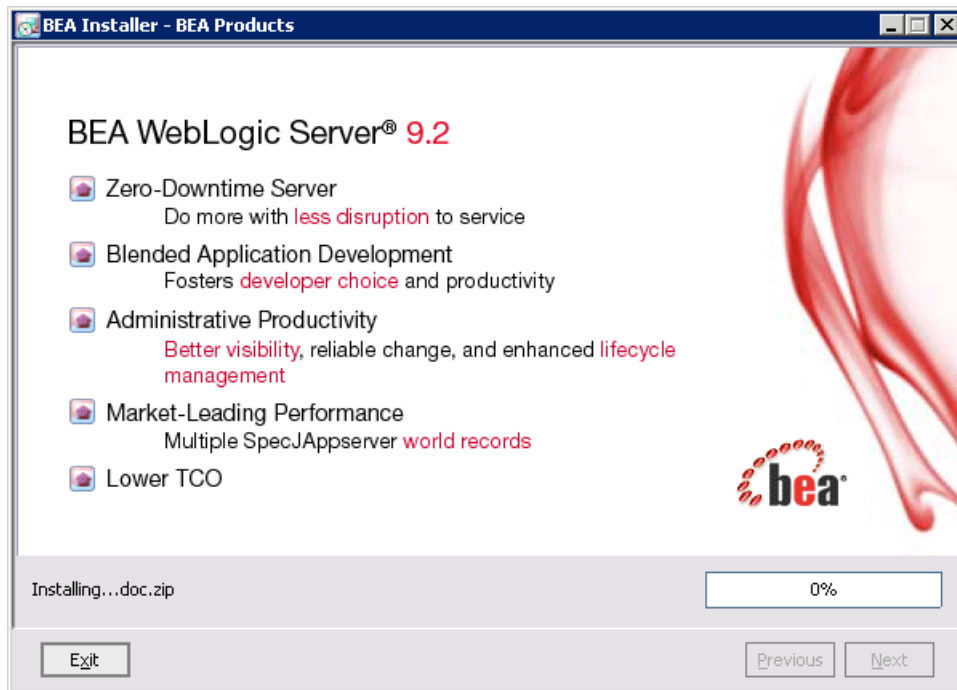 BEA Installer - BEA Products
BEA WebLogic Server® 9.2
Zero-Downtime Server
Do more with less disruption to service
Blended Application Development
Fosters developer choice and productivity
Administrative Productivity
Better visibility, reliable change, and enhanced lifecycle
management
Market-Leading Performance
Multiple SpecJAppserver world records
Lower TCO
bea®
Installing...doc.zip
0%
Exit
Previous
Next